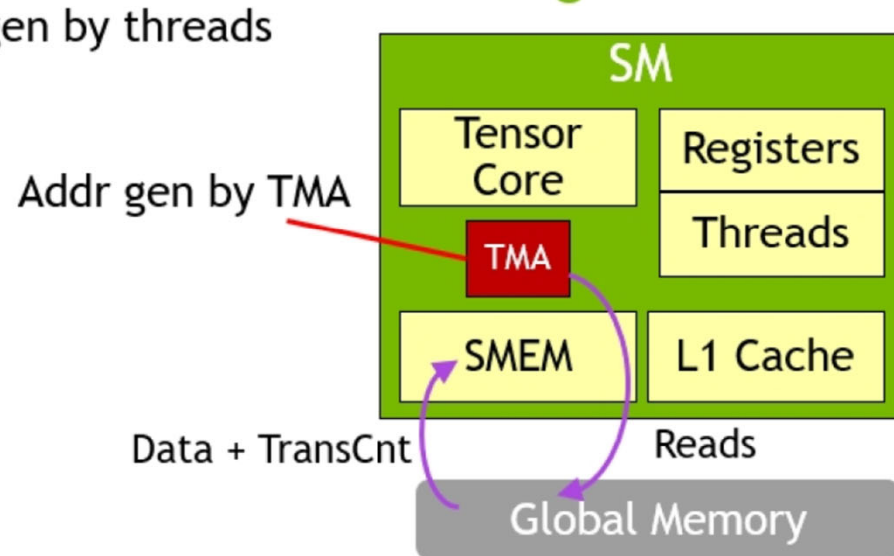 en by threads
SM
Tensor
Core
Registers
Addr gen by TMA
Threads
TMA
SMEM
L1 Cache
Data + TransCnt
Reads
Global Memory